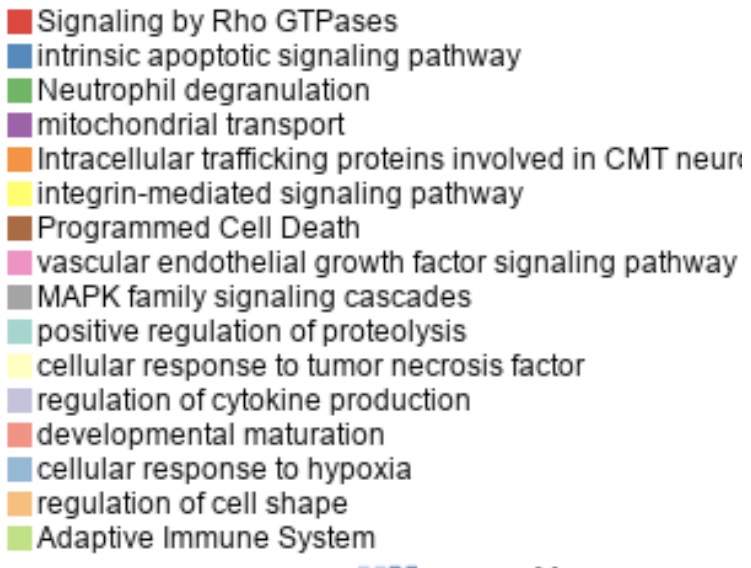 Signaling by Rho GTPases
intrinsic apoptotic signaling pathway
Neutrophil degranulation
mitochondrial transport
Intracellular trafficking proteins involved in CMT neuro
integrin-mediated signaling pathway
Programmed Cell Death
vascular endothelial growth factor signaling pathway
MAPK family signaling cascades
positive regulation of proteolysis
cellular response to tumor necrosis factor
regulation of cytokine production
developmental maturation
cellular response to hypoxia
regulation of cell shape
Adaptive Immune System